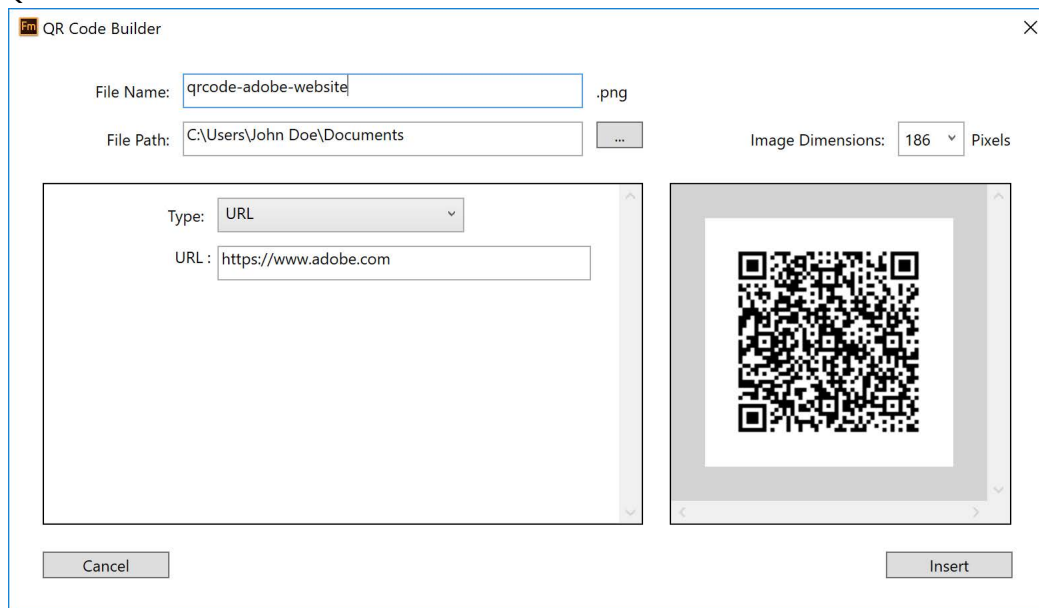 Fm QR Code Builder
File Name: qrcode-adobe-website .png
File Path: C:\Users\John Doe\Documents ... Image Dimensions: 186 Pixels
Type: URL
URL : https://www.adobe.com
Cancel Insert